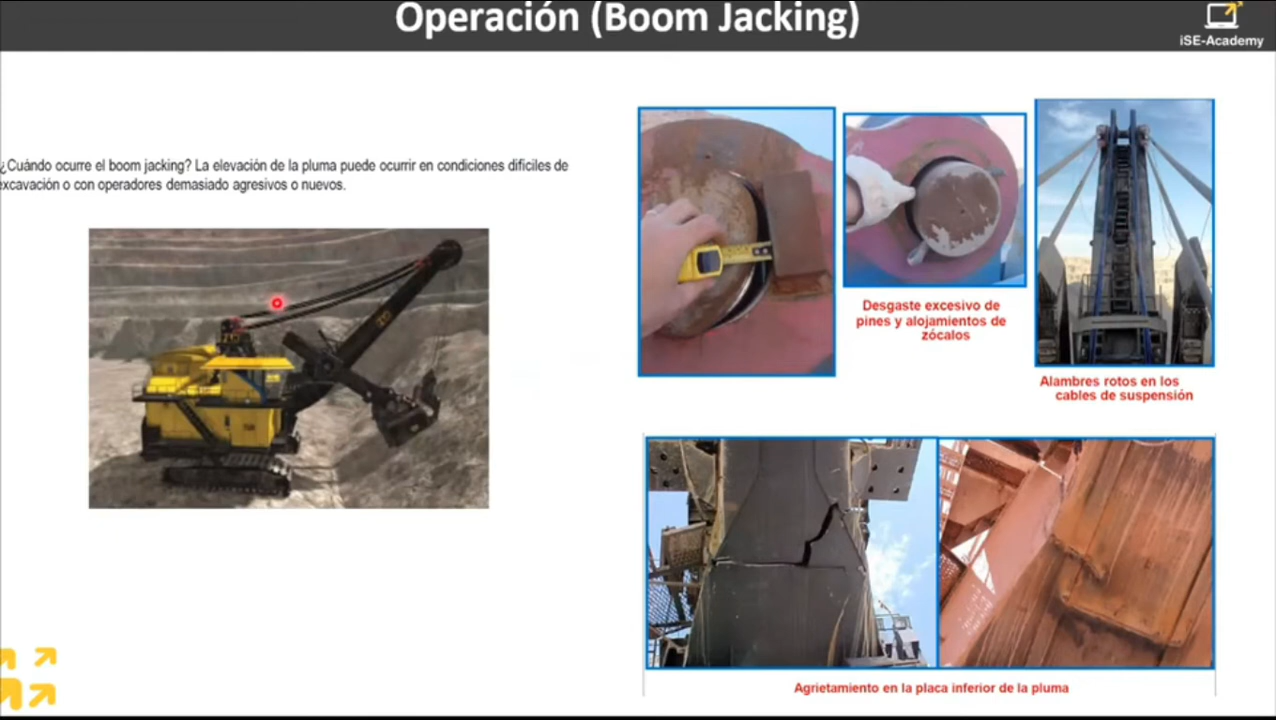 Operación (Boom Jacking)
iSE-Academy
¿Cuándo ocurre el boom jacking? La elevación de la pluma puede ocurrir en condiciones difíciles de
excavación o con operadores demasiado agresivos o nuevos.
Desgaste excesivo de
pines y alojamientos de
zócalos
Alambres rotos en los
cables de suspensión
Agrietamiento en la placa inferior de la pluma